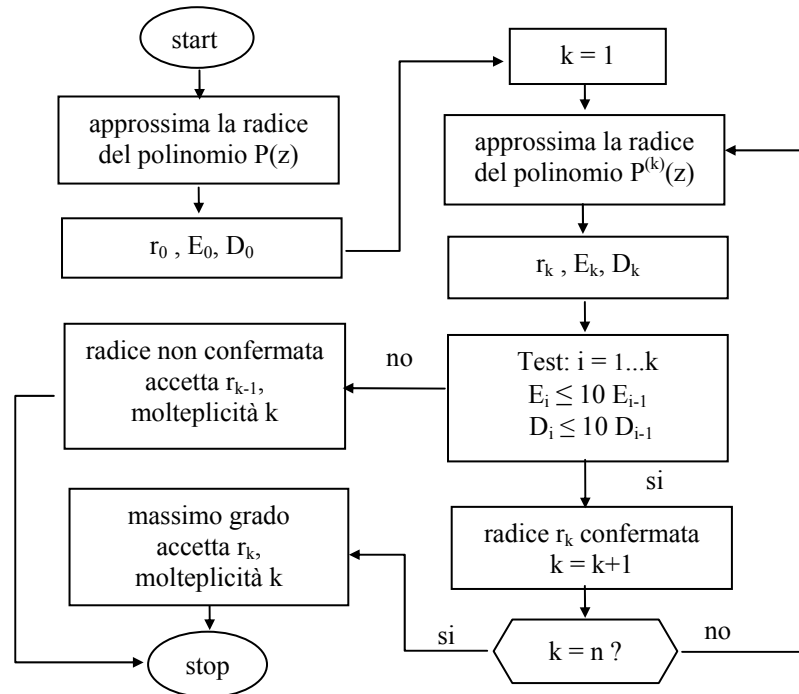 start
approssima la radice
del polinomio P(z)
r₀ , E₀, D₀
k = 1
approssima la radice
del polinomio P⁽ᵏ⁾(z)
rₖ , Eₖ, Dₖ
Test: i = 1...k
Eᵢ ≤ 10 Eᵢ₋₁
Dᵢ ≤ 10 Dᵢ₋₁
no
radice non confermata
accetta rₖ₋₁,
molteplicità k
si
radice rₖ confermata
k = k+1
k = n ?
no
si
massimo grado
accetta rₖ,
molteplicità k
stop